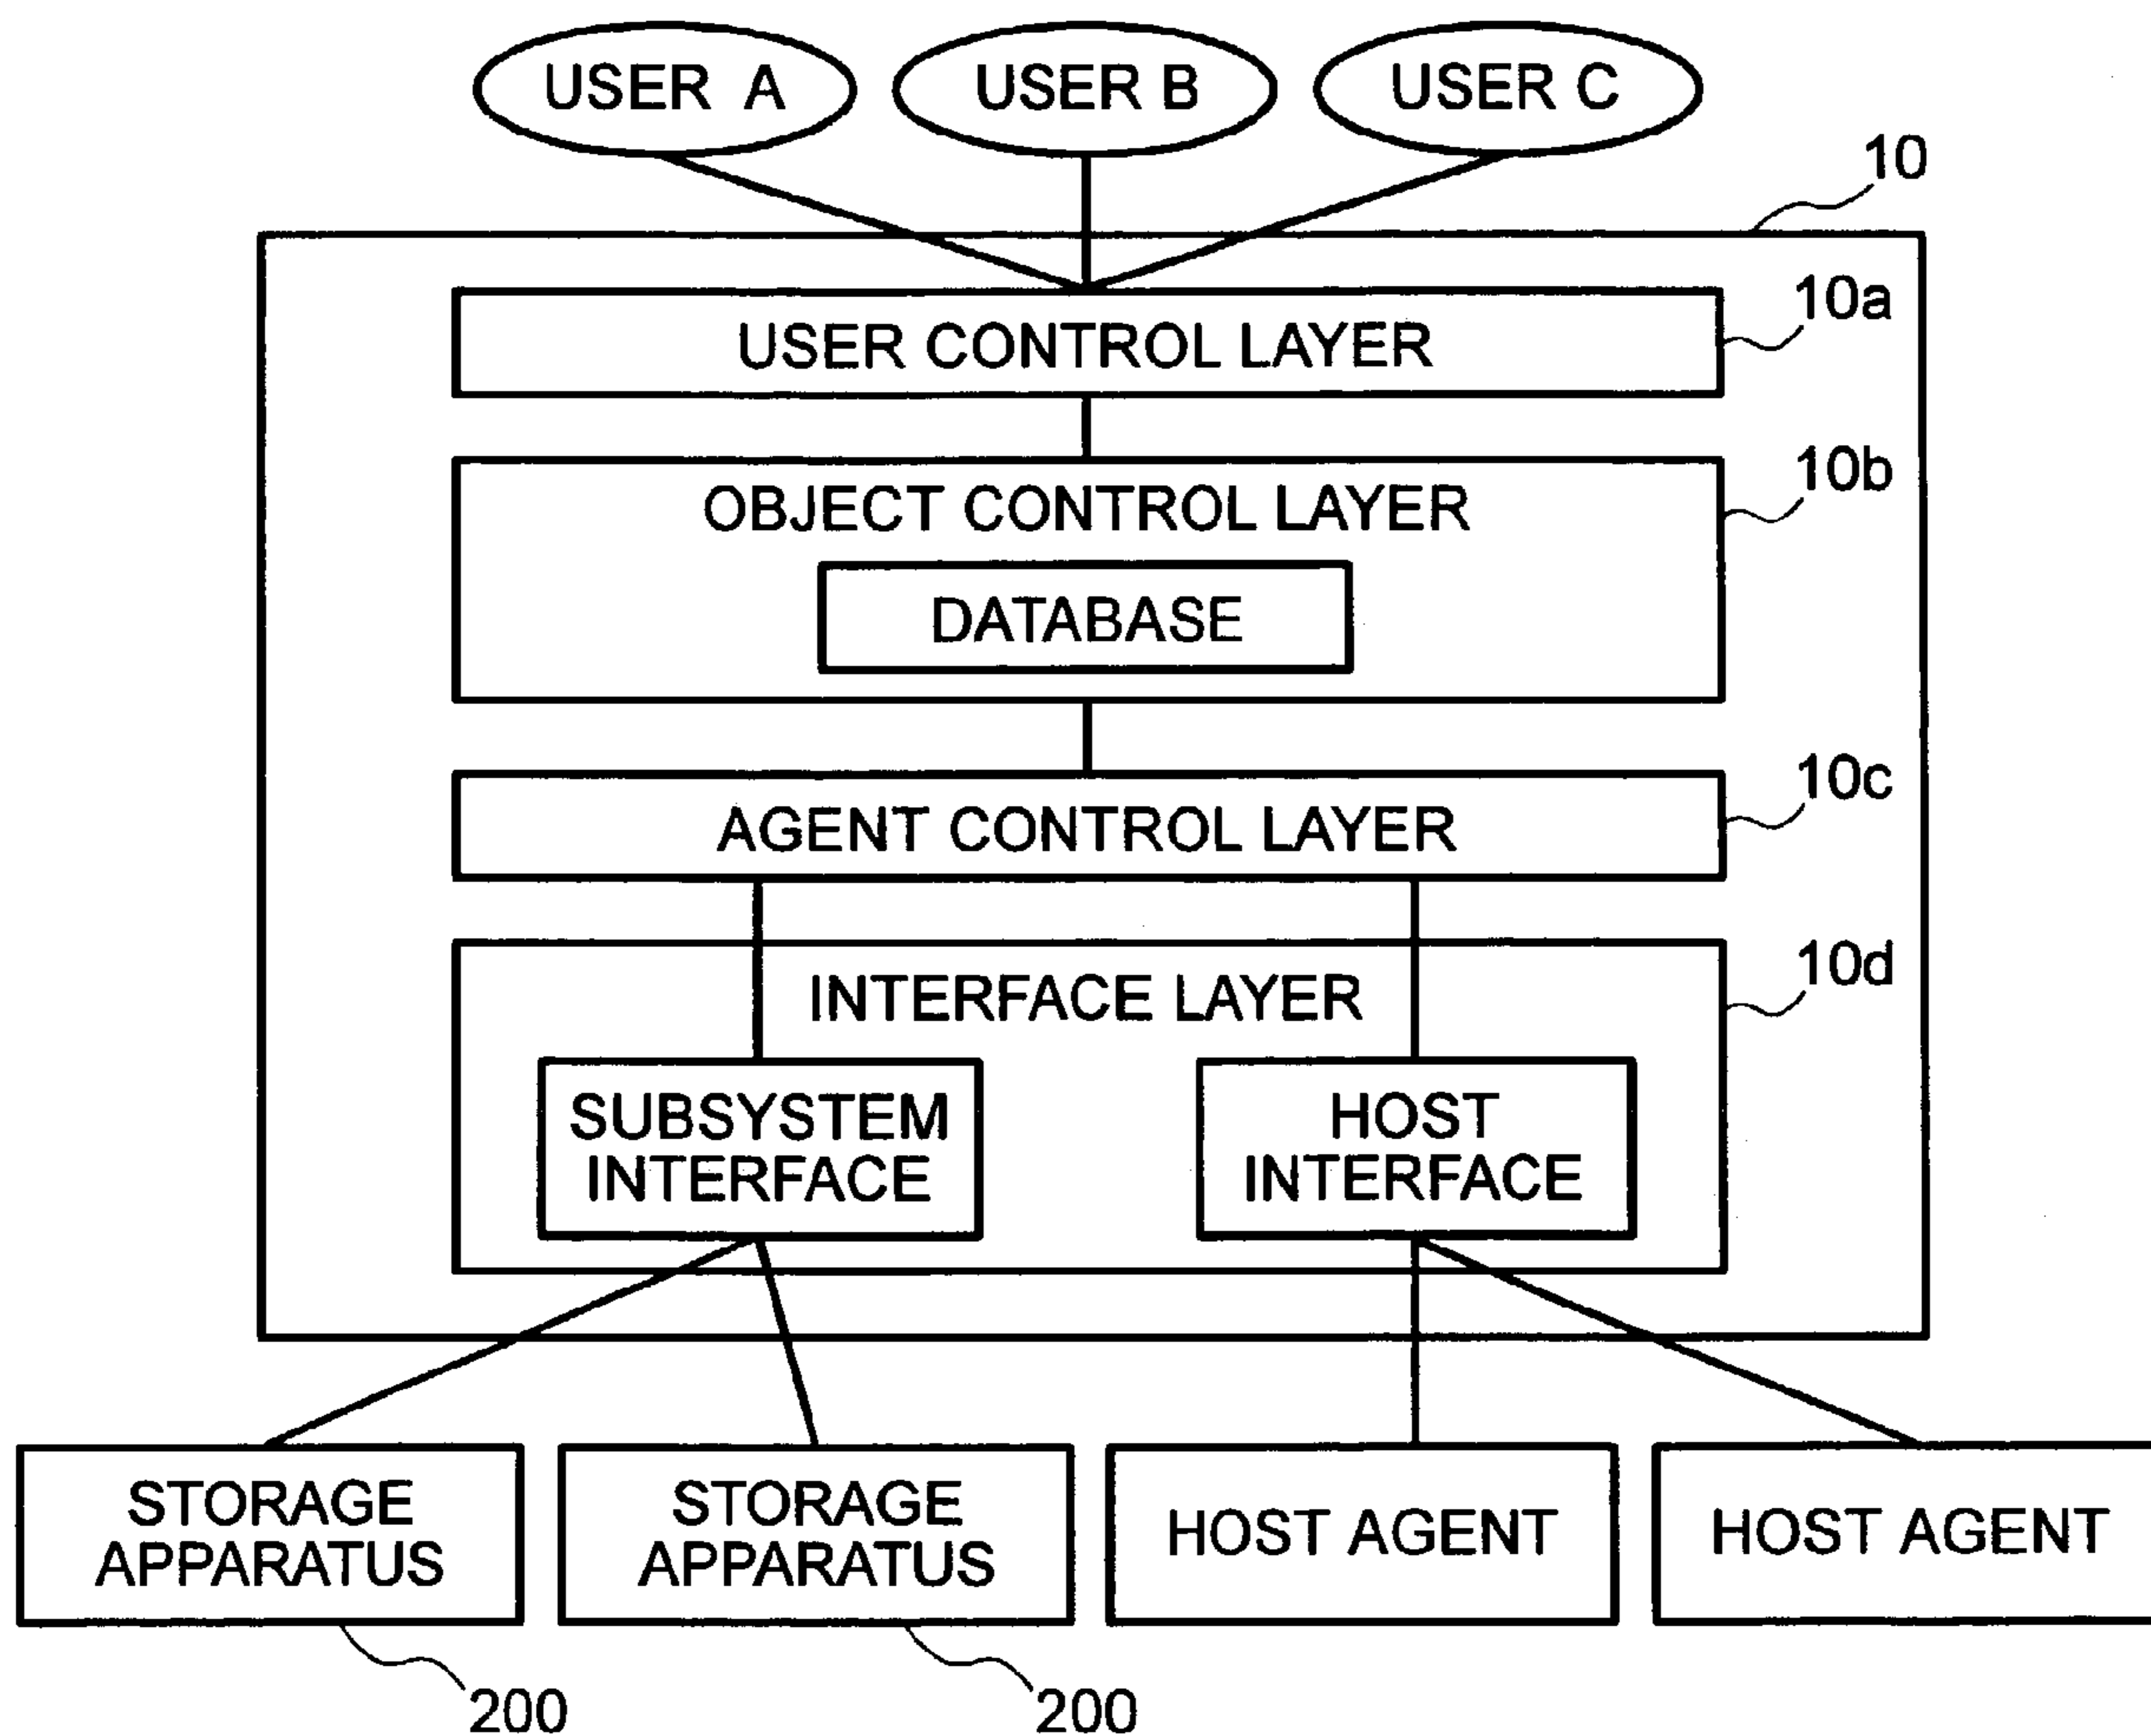 USER A
USER B
USER C
10
10a
USER CONTROL LAYER
10b
OBJECT CONTROL LAYER
DATABASE
10c
AGENT CONTROL LAYER
10d
INTERFACE LAYER
SUBSYSTEM
INTERFACE
HOST
INTERFACE
STORAGE
APPARATUS
STORAGE
APPARATUS
HOST AGENT
HOST AGENT
200
200